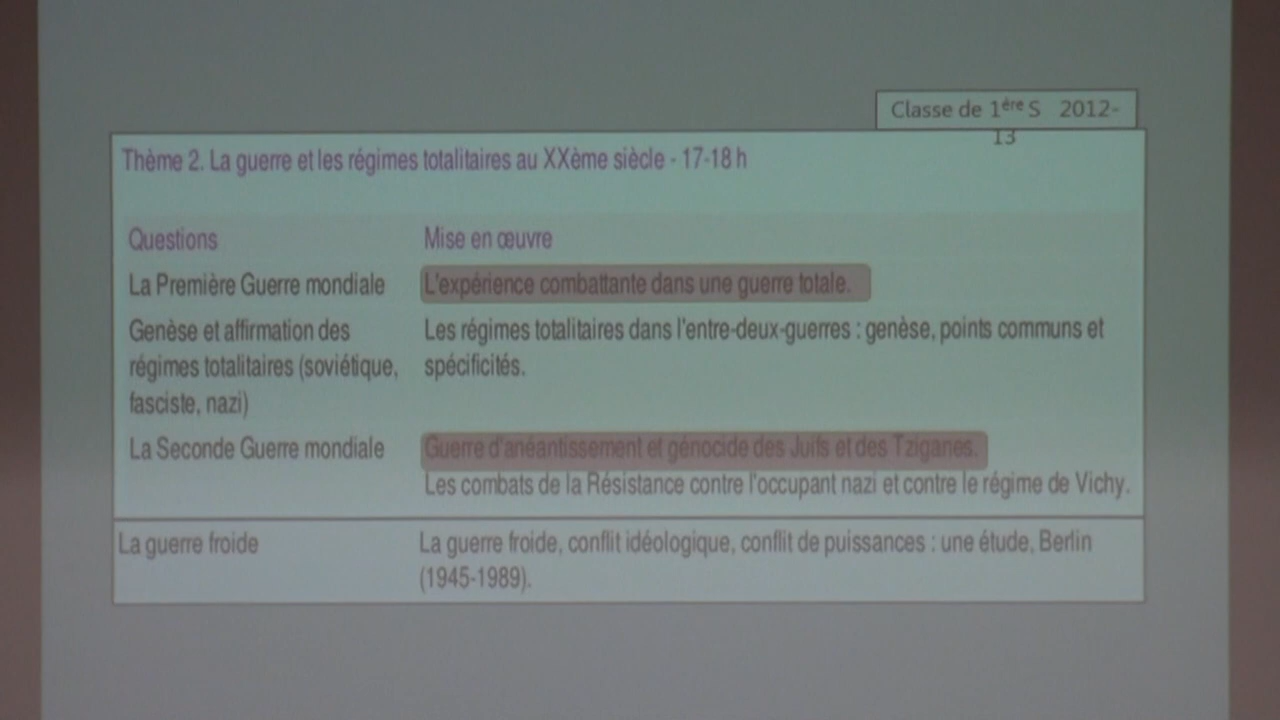 Classe de 1ère S 2012-
13
Thème 2. La guerre et les régimes totalitaires au XXème siècle - 17-18 h
Questions
Mise en œuvre
La Première Guerre mondiale
L'expérience combattante dans une guerre totale.
Genèse et affirmation des
régimes totalitaires (soviétique,
fasciste, nazi)
Les régimes totalitaires dans l'entre-deux-guerres : genèse, points communs et
spécificités.
La Seconde Guerre mondiale
Guerre d'anéantissement et génocide des Juifs et des Tziganes.
Les combats de la Résistance contre l'occupant nazi et contre le régime de Vichy.
La guerre froide
La guerre froide, conflit idéologique, conflit de puissances : une étude, Berlin
(1945-1989).